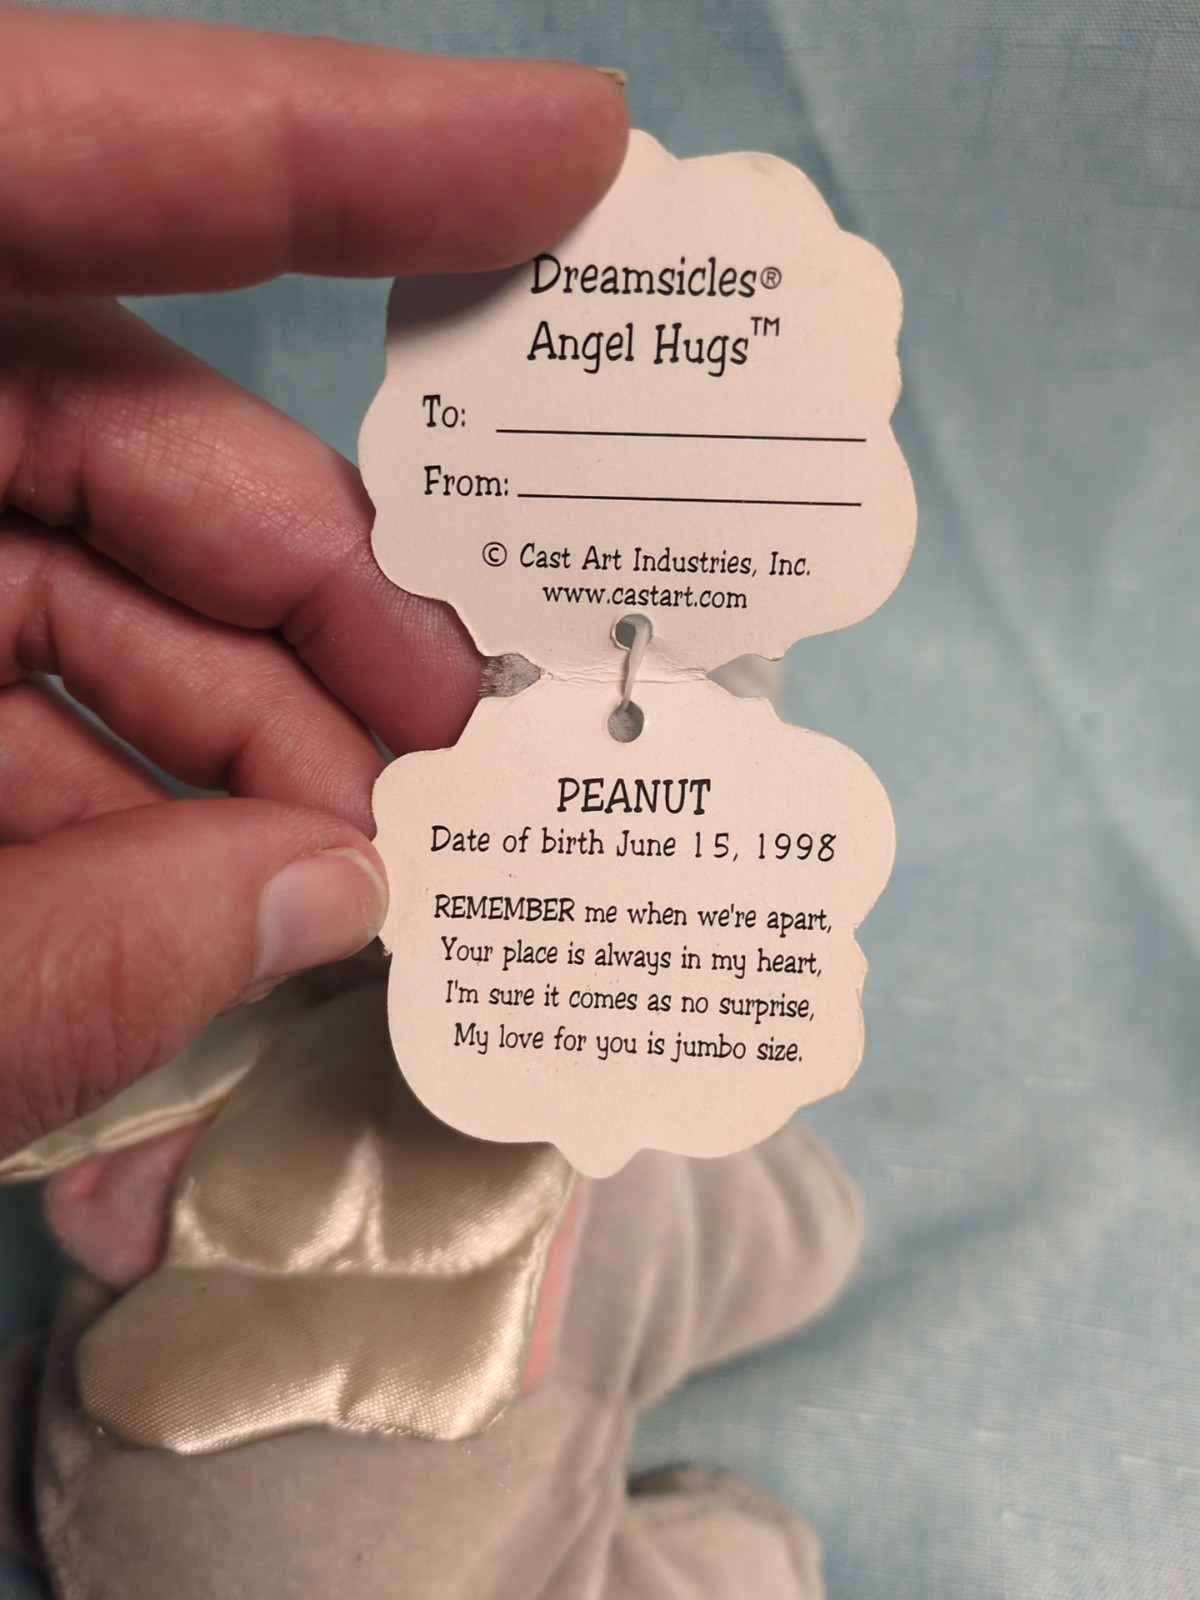 Dreamsicles®
Angel Hugs™
To:
From:
© Cast Art Industries, Inc.
www.castart.com
PEANUT
Date of birth June 15, 1998
REMEMBER me when we're apart,
Your place is always in my heart,
I'm sure it comes as no surprise,
My love for you is jumbo size.